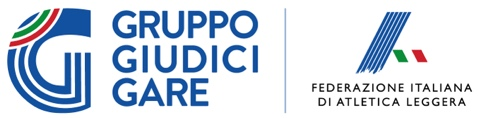 GRUPPO
GIUDICI
GARE
FEDERAZIONE ITALIANA
DI ATLETICA LEGGERA